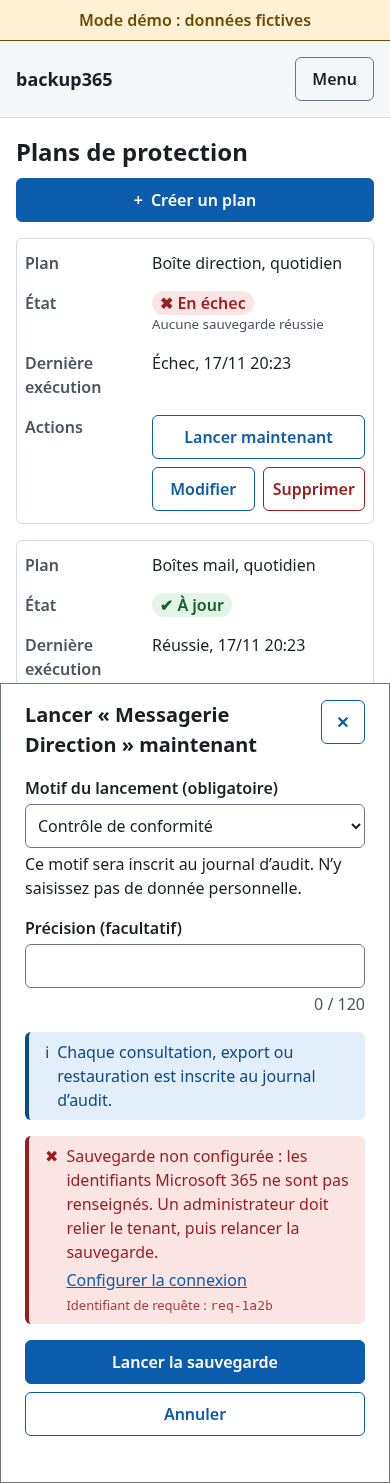 Mode démo : données fictives
backup365
Menu
Plans de protection
+ Créer un plan
Plan
Boîte direction, quotidien
État
✖ En échec
Aucune sauvegarde réussie
Dernière
exécution
Échec, 17/11 20:23
Actions
Lancer maintenant
Modifier
Supprimer
Plan
Boîtes mail, quotidien
État
✔ À jour
Dernière
exécution
Réussie, 17/11 20:23
Lancer « Messagerie
Direction » maintenant
✕
Motif du lancement (obligatoire)
Contrôle de conformité
Ce motif sera inscrit au journal d’audit. N’y
saisissez pas de donnée personnelle.
Précision (facultatif)
0 / 120
i Chaque consultation, export ou
restauration est inscrite au journal
d’audit.
✖ Sauvegarde non configurée : les
identifiants Microsoft 365 ne sont pas
renseignés. Un administrateur doit
relier le tenant, puis relancer la
sauvegarde.
Configurer la connexion
Identifiant de requête : req-1a2b
Lancer la sauvegarde
Annuler